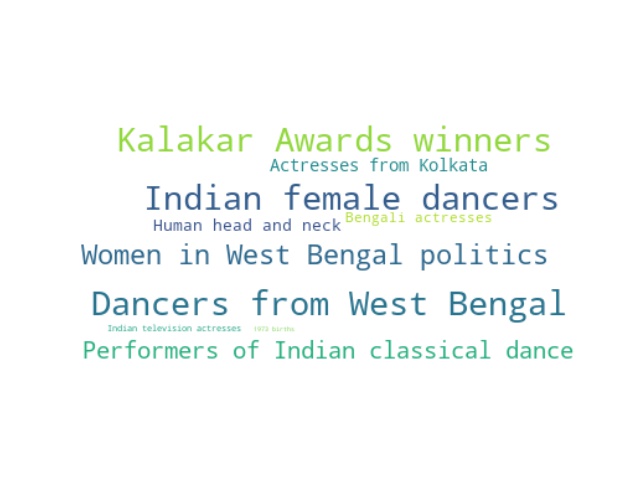 Kalakar Awards winners
Actresses from Kolkata
Indian female dancers
Bengali actresses
Human head and neck
Women in West Bengal politics
Dancers from West Bengal
Indian television actresses
births
Performers of Indian classical dance